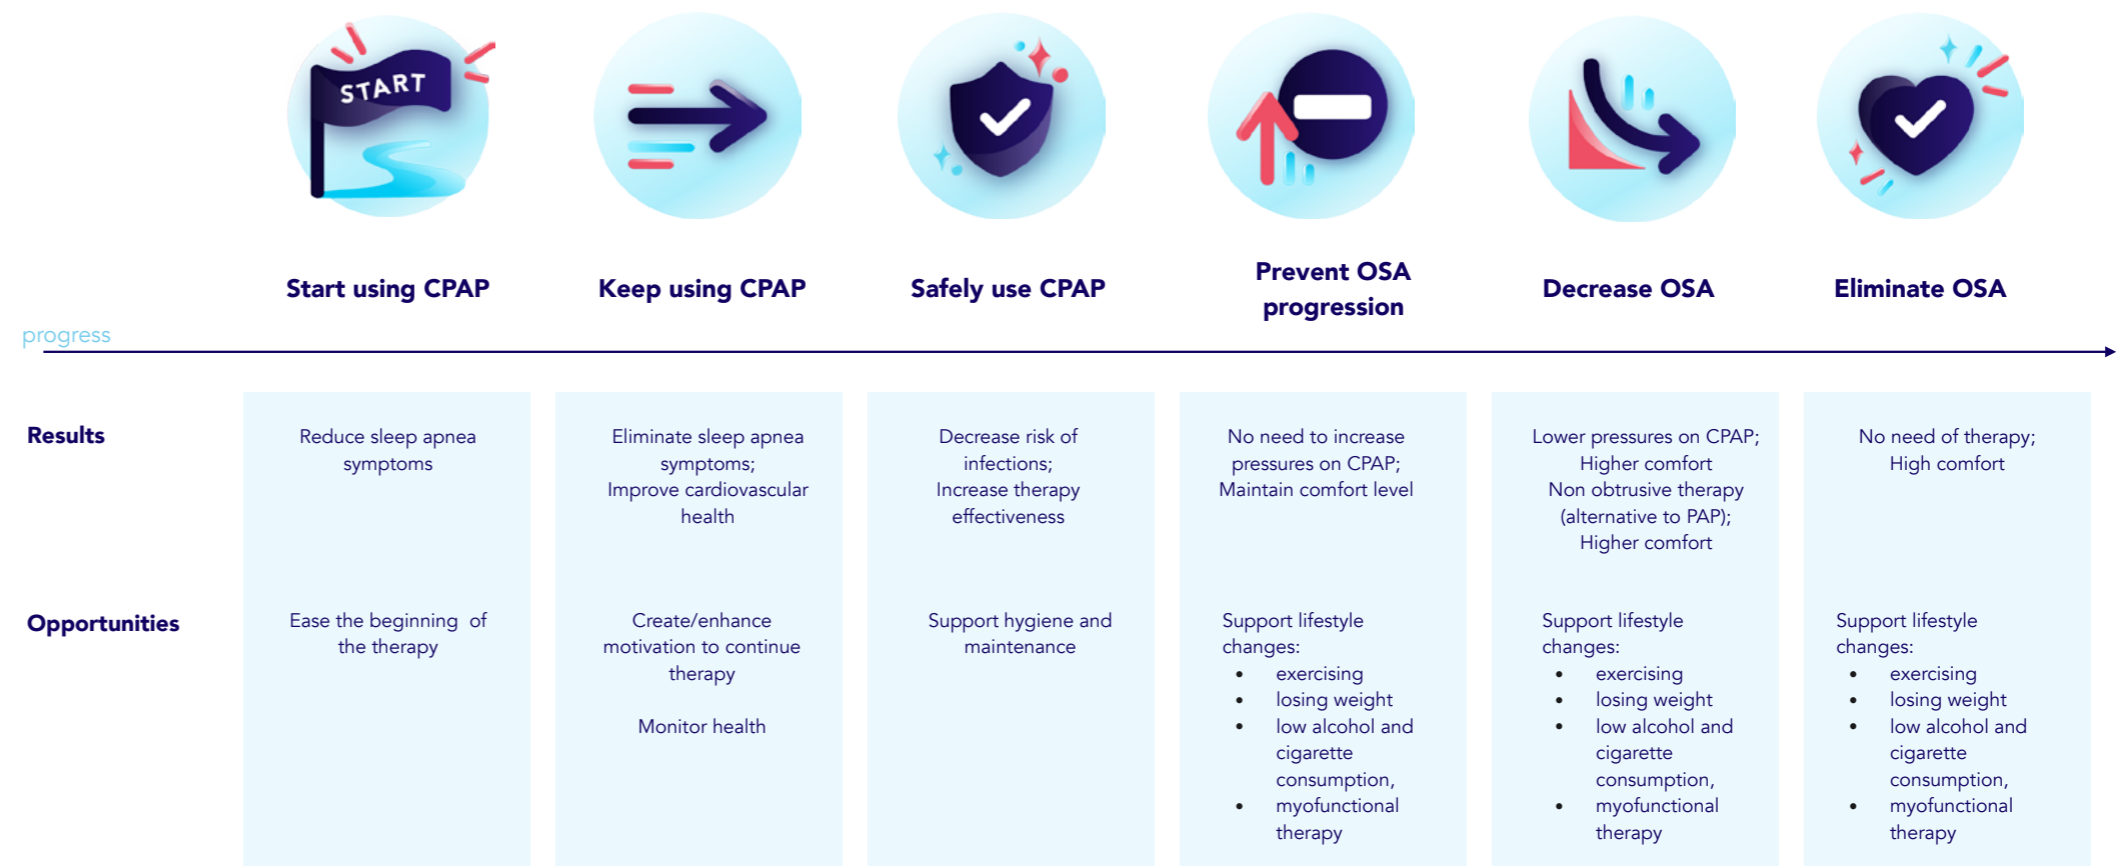 START
Start using CPAP
Keep using CPAP
Safely use CPAP
Prevent OSA
progression
Decrease OSA
Eliminate OSA
progress
Results
Reduce sleep apnea
symptoms
Eliminate sleep apnea
symptoms;
Improve cardiovascular
health
Decrease risk of
infections;
Increase therapy
effectiveness
No need to increase
pressures on CPAP;
Maintain comfort level
Lower pressures on CPAP;
Higher comfort
Non obtrusive therapy
(alternative to PAP);
Higher comfort
No need of therapy;
High comfort
Opportunities
Ease the beginning of
the therapy
Create/enhance
motivation to continue
therapy
Monitor health
Support hygiene and
maintenance
Support lifestyle
changes:
• exercising
• losing weight
• low alcohol and
cigarette
consumption,
• myofunctional
therapy
Support lifestyle
changes:
• exercising
• losing weight
• low alcohol and
cigarette
consumption,
• myofunctional
therapy
Support lifestyle
changes:
• exercising
• losing weight
• low alcohol and
cigarette
consumption,
• myofunctional
therapy